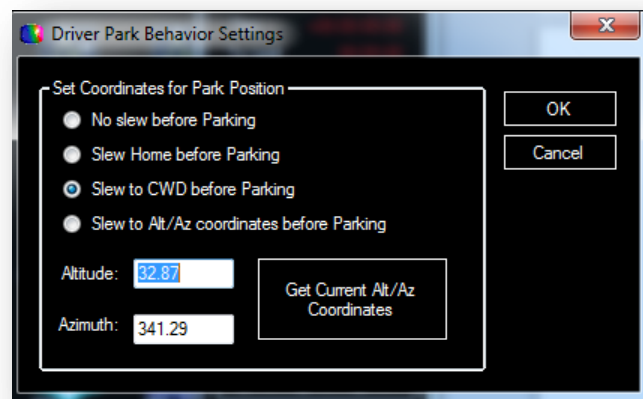 Driver Park Behavior Settings
Set Coordinates for Park Position
No slew before Parking
Slew Home before Parking
Slew to CWD before Parking
Slew to Alt/Az coordinates before Parking
Altitude: 32.87
Azimuth: 341.29
Get Current Alt/Az
Coordinates
OK
Cancel